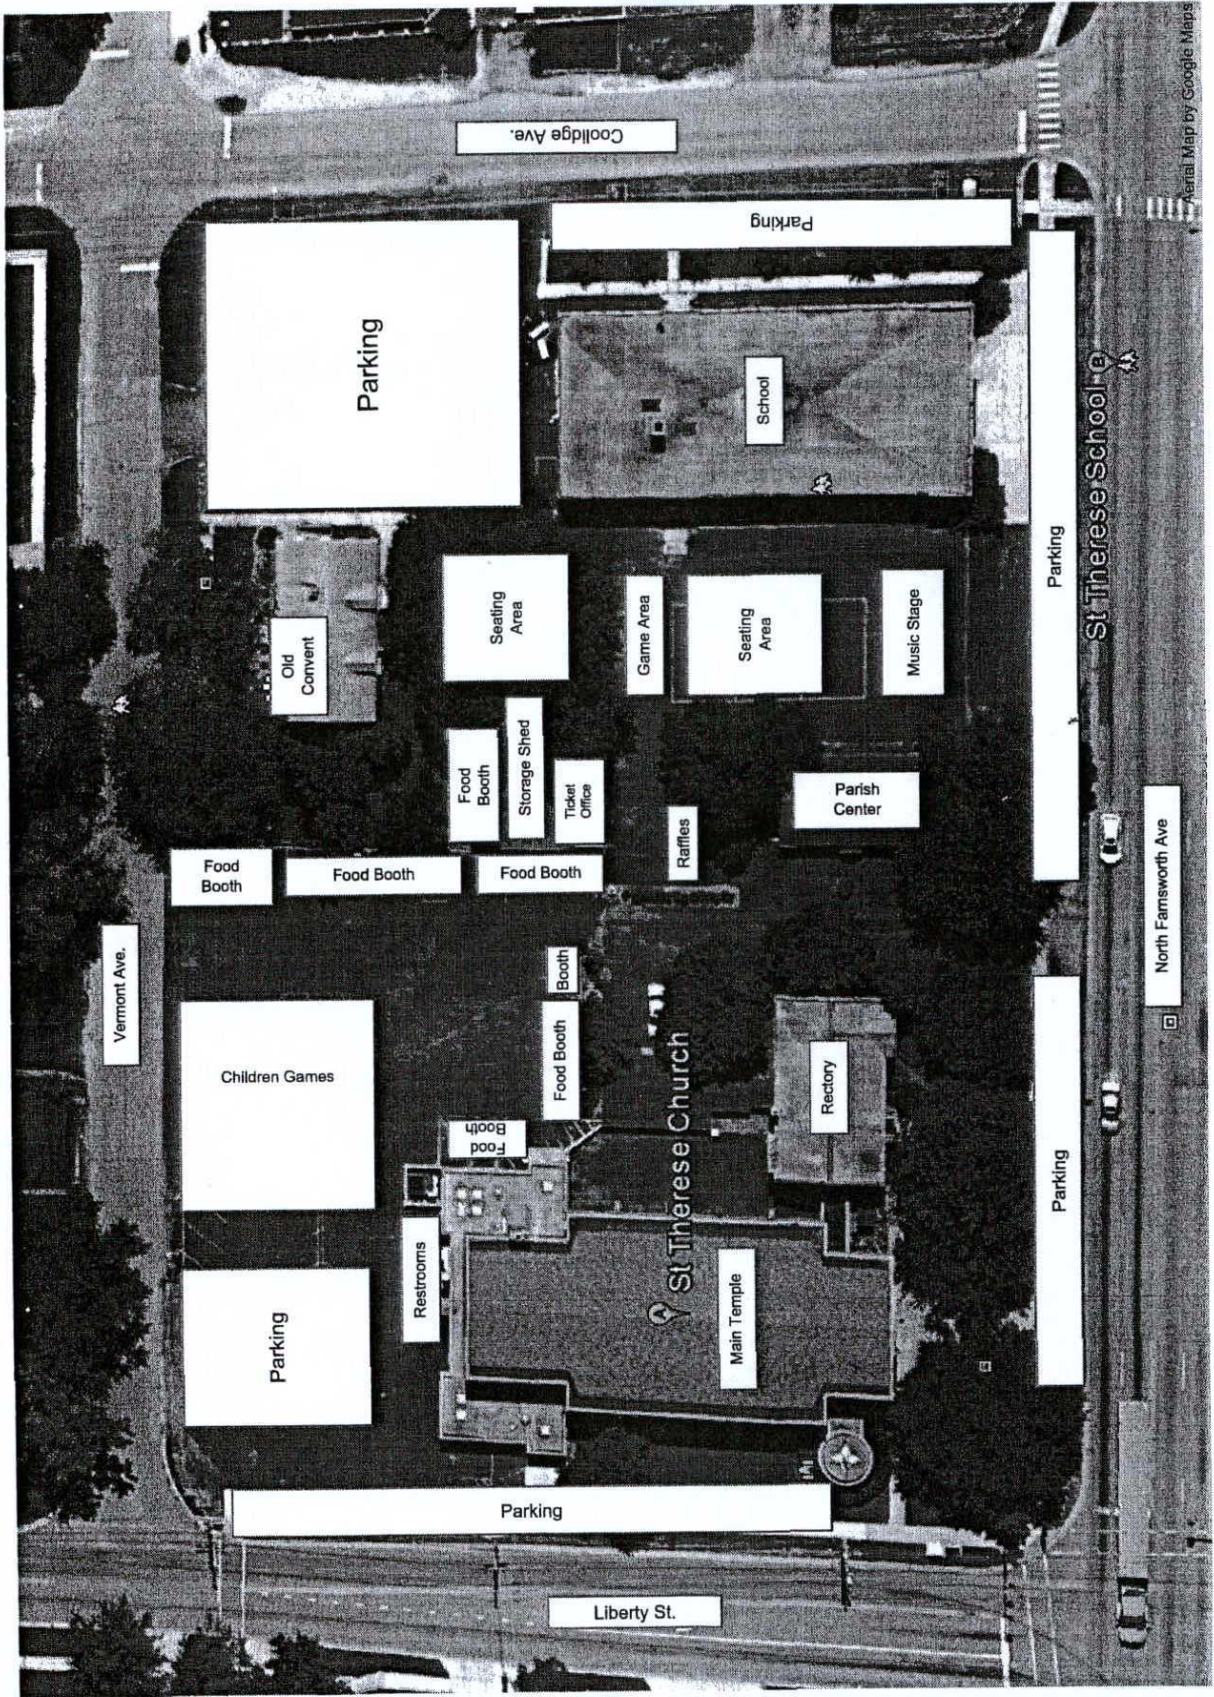 Aerial Map by Google Maps
Coolidge Ave.
Parking
Parking
School
Parking
St Therese School
B
Old
Convent
Seating
Area
Game Area
Seating
Area
Music Stage
Food
Booth
Storage Shed
Ticket
Office
Parish
Center
Raffles
Food
Booth
Food Booth
Food Booth
Vermont Ave.
North Farnsworth Ave
Children Games
Booth
Food Booth
Food
Booth
Rectory
Parking
St Therese Church
A
Restrooms
Main Temple
Parking
Parking
Liberty St.